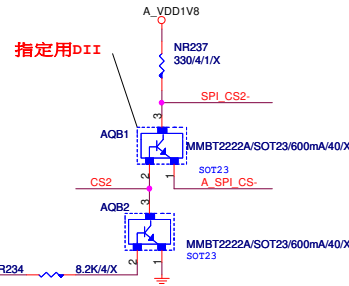 A_VDD1V8
指定用DII
NR237
330/4/1/X
SPI_CS2-
3
AQB1
MMBT2222A/SOT23/600mA/40/X
SOT23
2
1
CS2
A_SPI_CS-
3
AQB2
MMBT2222A/SOT23/600mA/40/X
SOT23
2
1
R234
8.2K/4/X